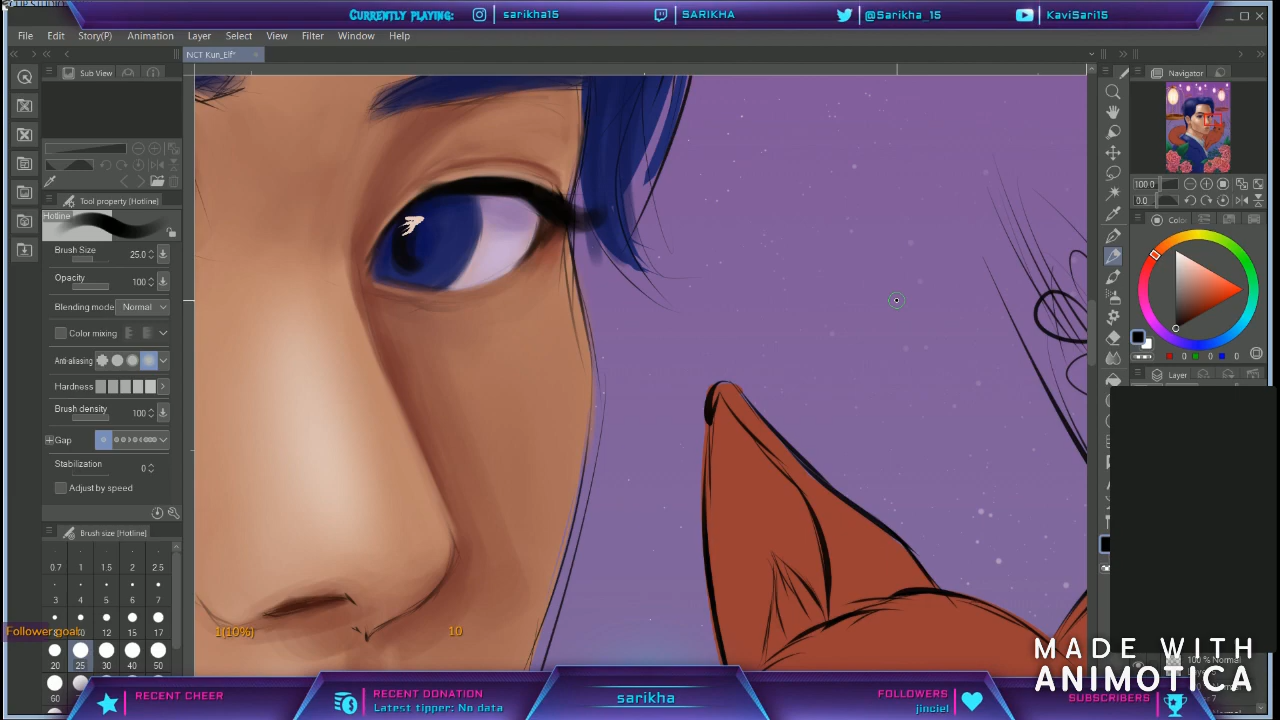 CURRENTLY PLAYING:
sarikha15
SARIKHA
@Sarikha_15
KaviSari15
File Edit Story(P) Animation Layer Select View Filter Window Help
NCT Kun_Elf*
Sub View
Navigator
Tool property [Hotline]
Hotline
Brush Size 25.0
Opacity 100
Blending mode Normal
Color mixing
Anti-aliasing
Hardness
Brush density 100
Gap
Stabilization 0
Adjust by speed
Brush size [Hotline]
0.7 1 1.5 2 2.5
3 4 5 6 7
12 15 17
20 25 30 40 50
60
100.0
0.0
Color
0 0 0
Layer
Follower goal:
1(10%)
10
100 % Normal
MADE WITH
ANIMOTICA
RECENT CHEER
RECENT DONATION
Latest tipper: No data
sarikha
FOLLOWERS
jinciel
SUBSCRIBERS